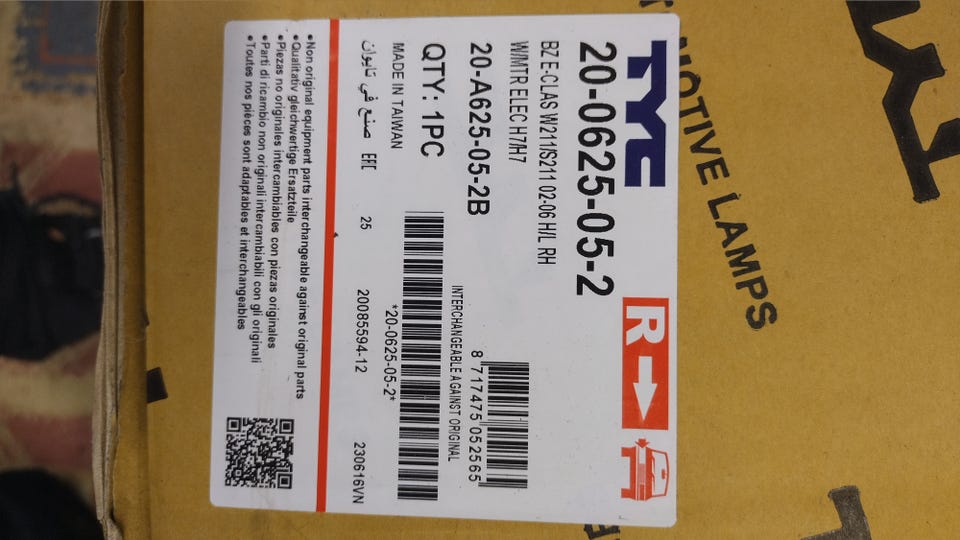 TYC
R
20-0625-05-2
BZ E-CLAS W211/S211 02-06 H/L RH
W/MTR ELEC H7/H7
20-A625-05-2B
8 717475 052565
INTERCHANGEABLE AGAINST ORIGINAL
QTY: 1PC
*20-0625-05-2*
MADE IN TAIWAN
صنع في تايوان EFE 25 20085594-12 230616VN
•Non original equipment parts interchangeable against original parts
•Qualitativ gleichwertige Ersatzteile
•Piezas no originales intercambiables con piezas originales
•Parti di ricambio non originali intercambiabili con gli originali
•Toutes nos pièces sont adaptables et interchangeables
MOTIVE LAMPS